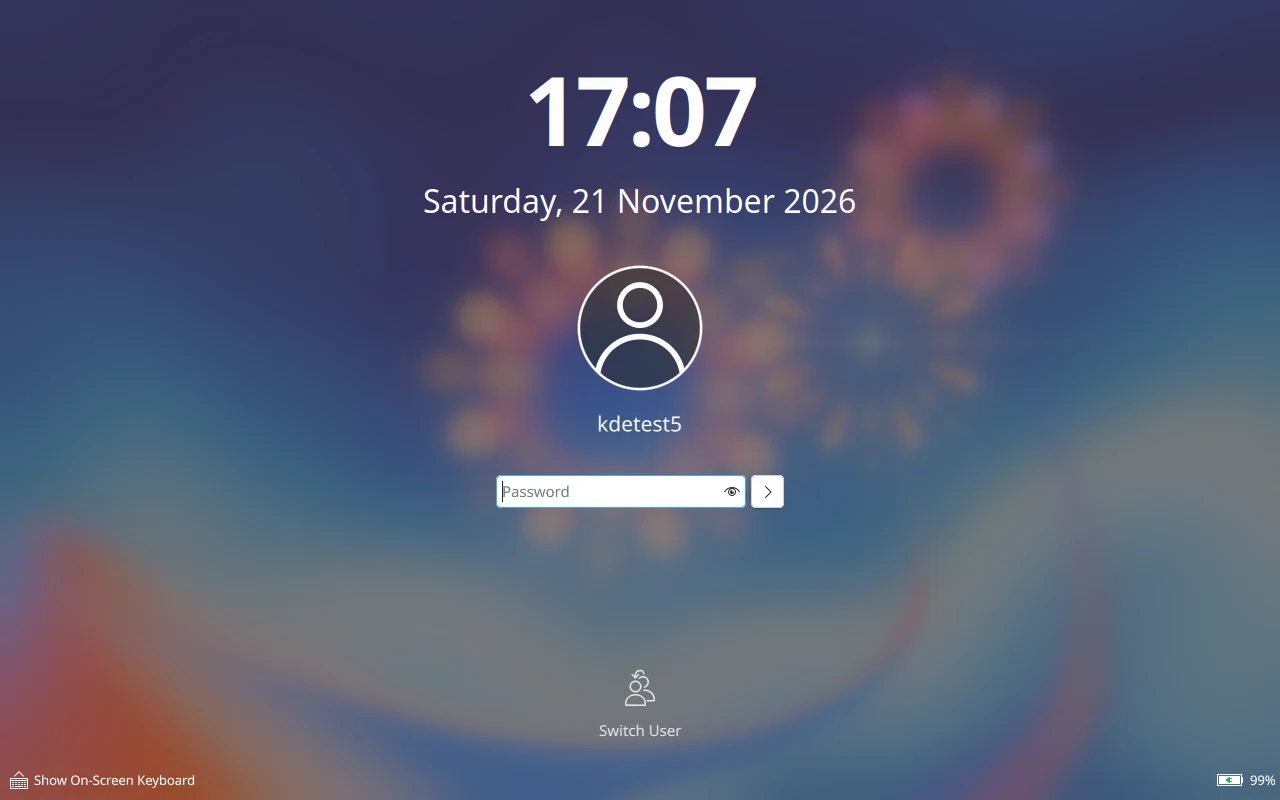 17:07
Saturday, 21 November 2026
kdetest5
Password
Switch User
Show On-Screen Keyboard
99%